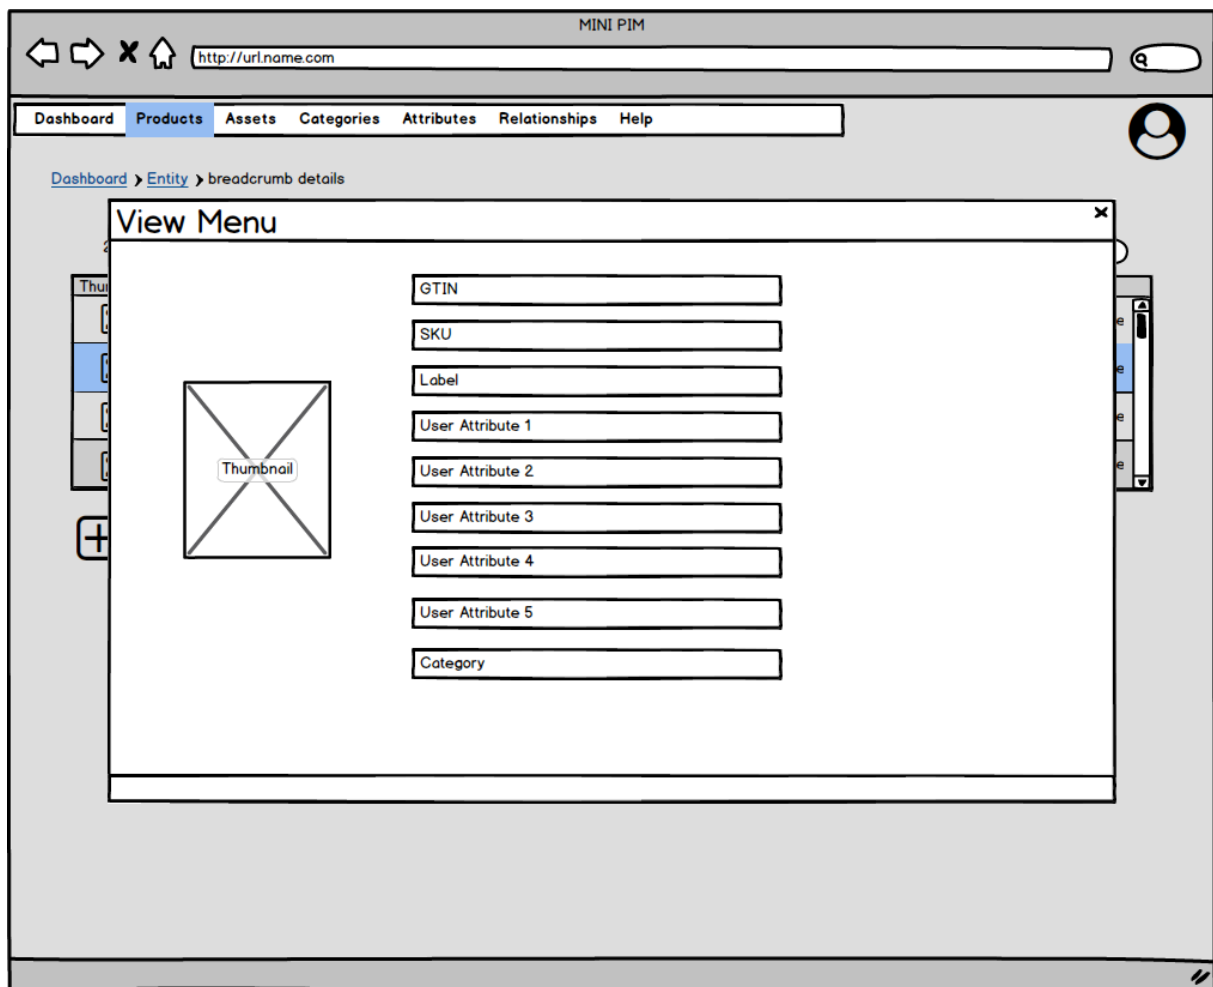 MINI PIM
http://url.name.com
Dashboard Products Assets Categories Attributes Relationships Help
Dashboard Entity breadcrumb details
View Menu
GTIN
SKU
Label
User Attribute 1
Thumbnail
User Attribute 2
User Attribute 3
User Attribute 4
User Attribute 5
Category